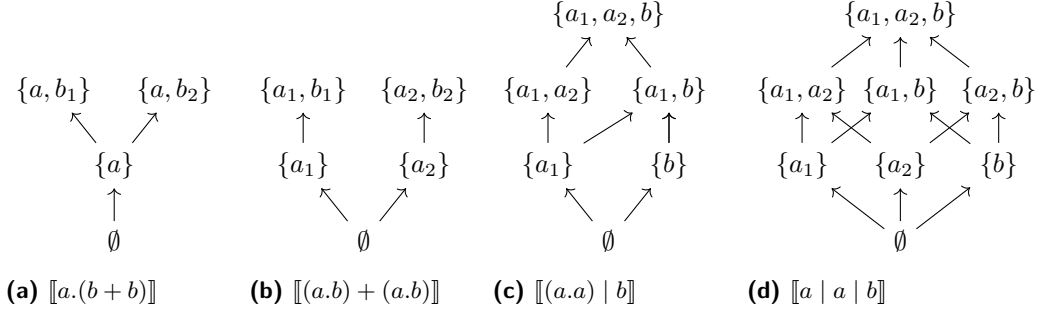 {a₁, a₂, b} {a₁, a₂, b}
{a, b₁} {a, b₂} {a₁, b₁} {a₂, b₂} {a₁, a₂} {a₁, b} {a₁, a₂} {a₁, b} {a₂, b}
{a} {a₁} {a₂} {a₁} {b} {a₁} {a₂} {b}
∅ ∅ ∅ ∅
(a) ⟦a.(b + b)⟧ (b) ⟦(a.b) + (a.b)⟧ (c) ⟦(a.a) | b⟧ (d) ⟦a | a | b⟧